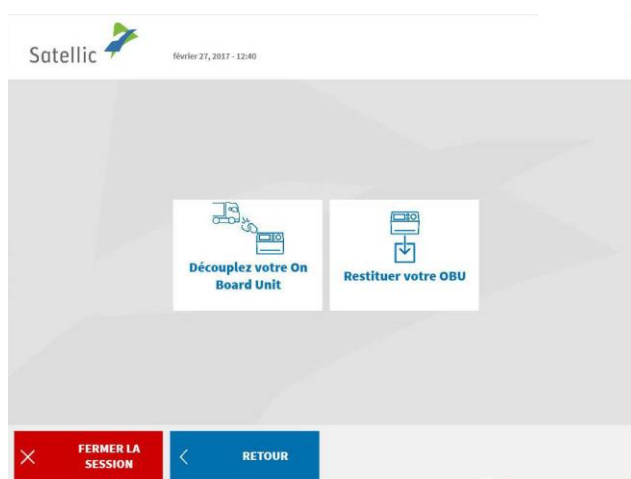 Satellic
février 27, 2017 - 12:40
Découplez votre On
Board Unit
Restituer votre OBU
FERMER LA
SESSION
RETOUR